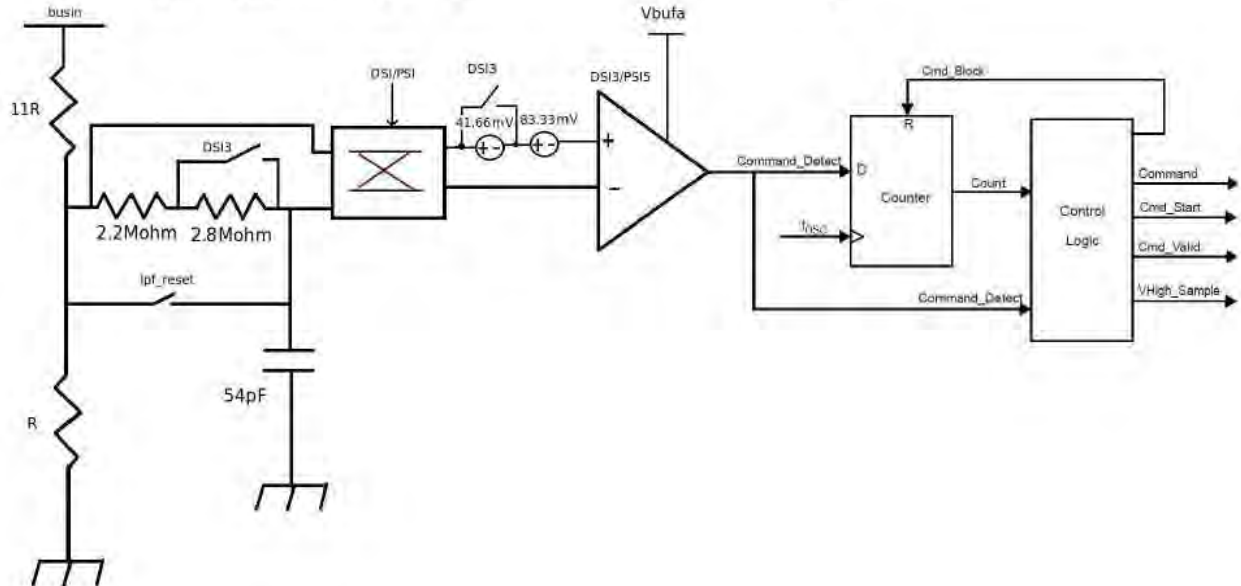 busin
Vbufa
11R
DSI/PSI
DSI3
DSI3/PSI5
41.66mV
83.33mV
+-
+-
Cmd_Block
R
DSI3
+
-
Command_Detect
D
Counter
Count
Control
Logic
Command
Cmd_Start
Cmd_Valid
VHigh_Sample
2.2Mohm
2.8Mohm
fosc
lpf_reset
Command_Detect
54pF
R